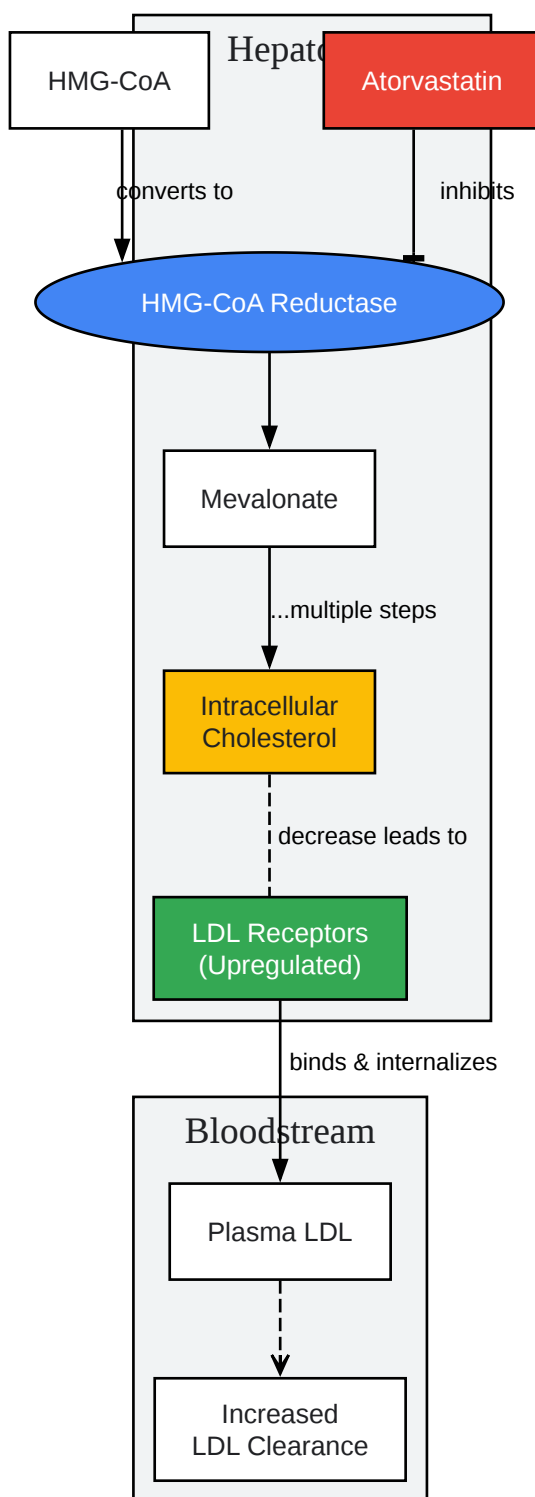 HMG-CoA
Atorvastatin
converts to
inhibits
HMG-CoA Reductase
Mevalonate
...multiple steps
Intracellular
Cholesterol
decrease leads to
LDL Receptors
(Upregulated)
binds & internalizes
Bloodstream
Plasma LDL
Increased
LDL Clearance